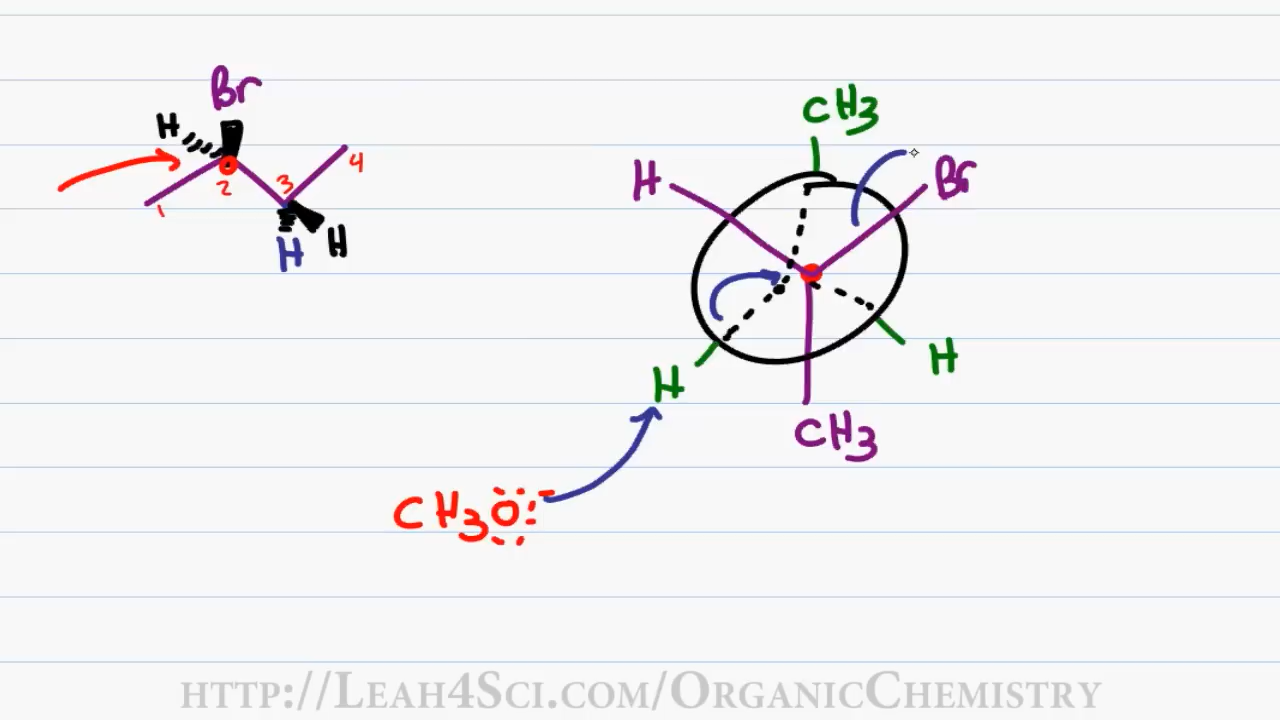 Br
H
1
2
3
4
H
H
CH3
H
Br
H
H
CH3
CH3O:-
http://Leah4Sci.com/OrganicChemistry